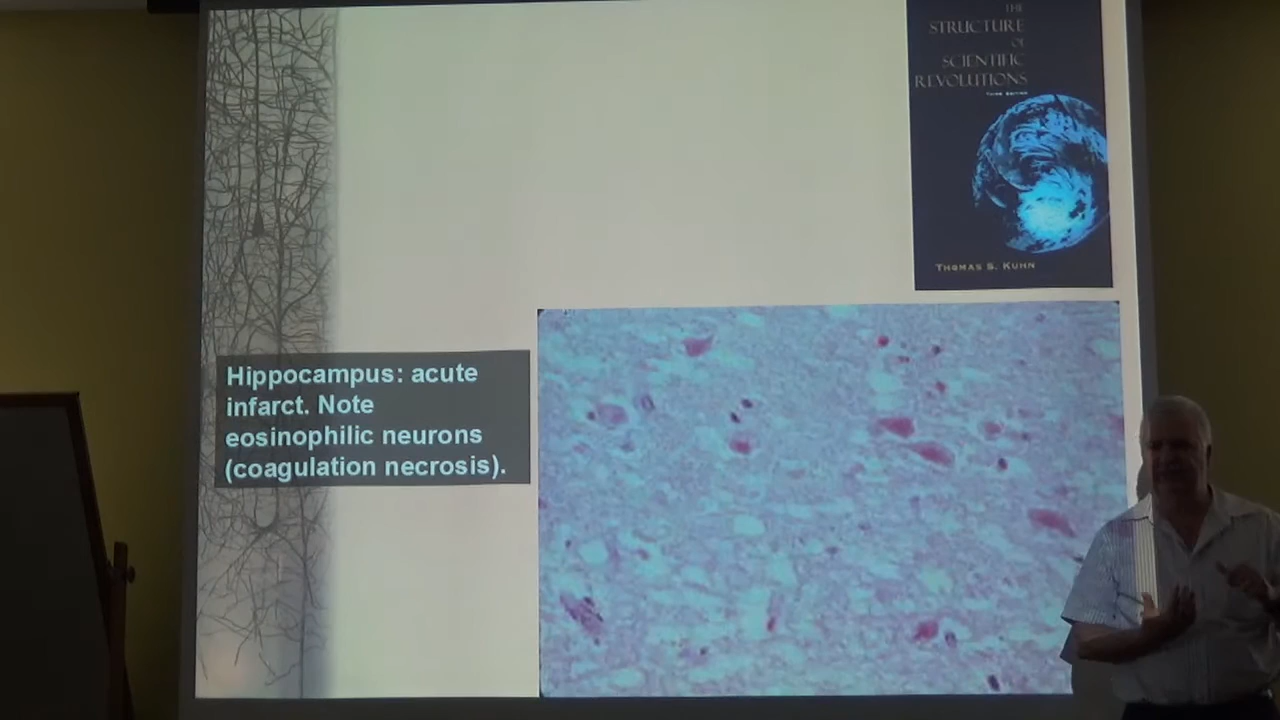 THE
STRUCTURE
OF
SCIENTIFIC
REVOLUTIONS
THIRD EDITION
THOMAS S. KUHN
Hippocampus: acute
infarct. Note
eosinophilic neurons
(coagulation necrosis).